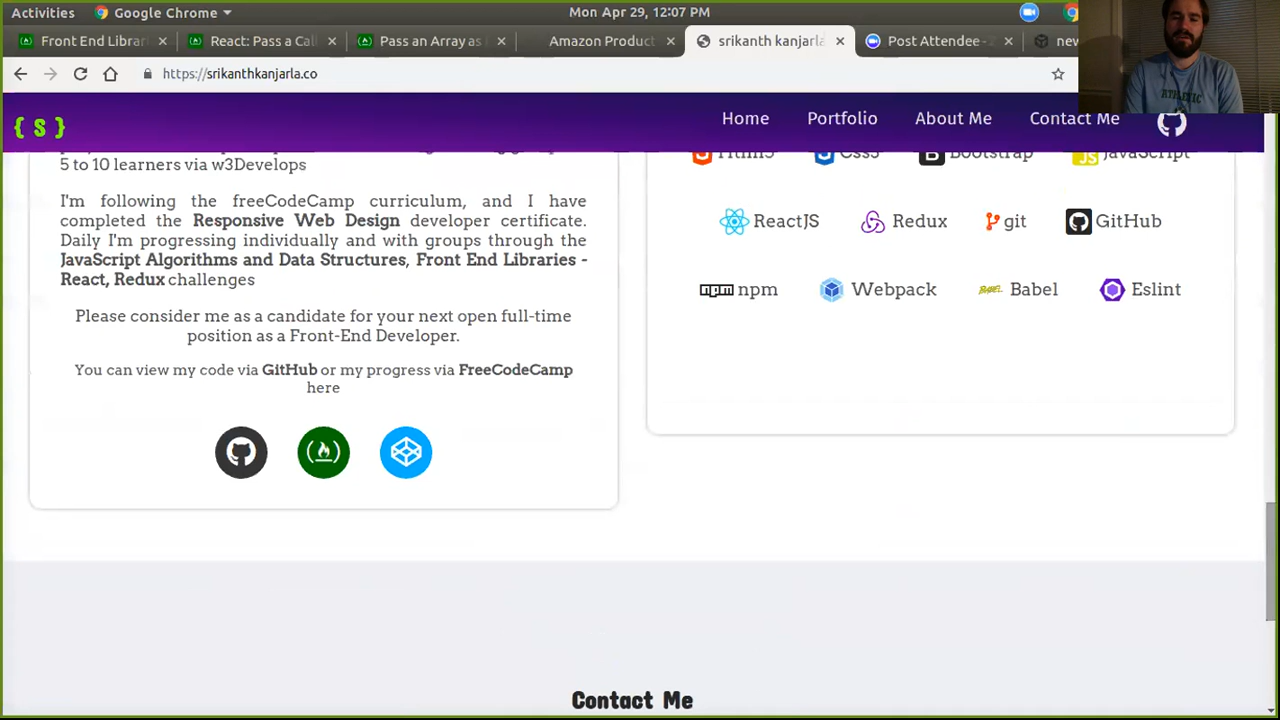 Activities Google Chrome Mon Apr 29, 12:07 PM
Front End Librar React: Pass a Cal Pass an Array as Amazon Product srikanth kanjarla Post Attendee - Z new
https://srikanthkanjarla.co
{ S } Home Portfolio About Me Contact Me
5 to 10 learners via w3Develops
I'm following the freeCodeCamp curriculum, and I have
completed the Responsive Web Design developer certificate.
Daily I'm progressing individually and with groups through the
JavaScript Algorithms and Data Structures, Front End Libraries -
React, Redux challenges
Please consider me as a candidate for your next open full-time
position as a Front-End Developer.
You can view my code via GitHub or my progress via FreeCodeCamp
here
Html5 Css3 Bootstrap JavaScript
ReactJS Redux git GitHub
npm Webpack Babel Eslint
Contact Me